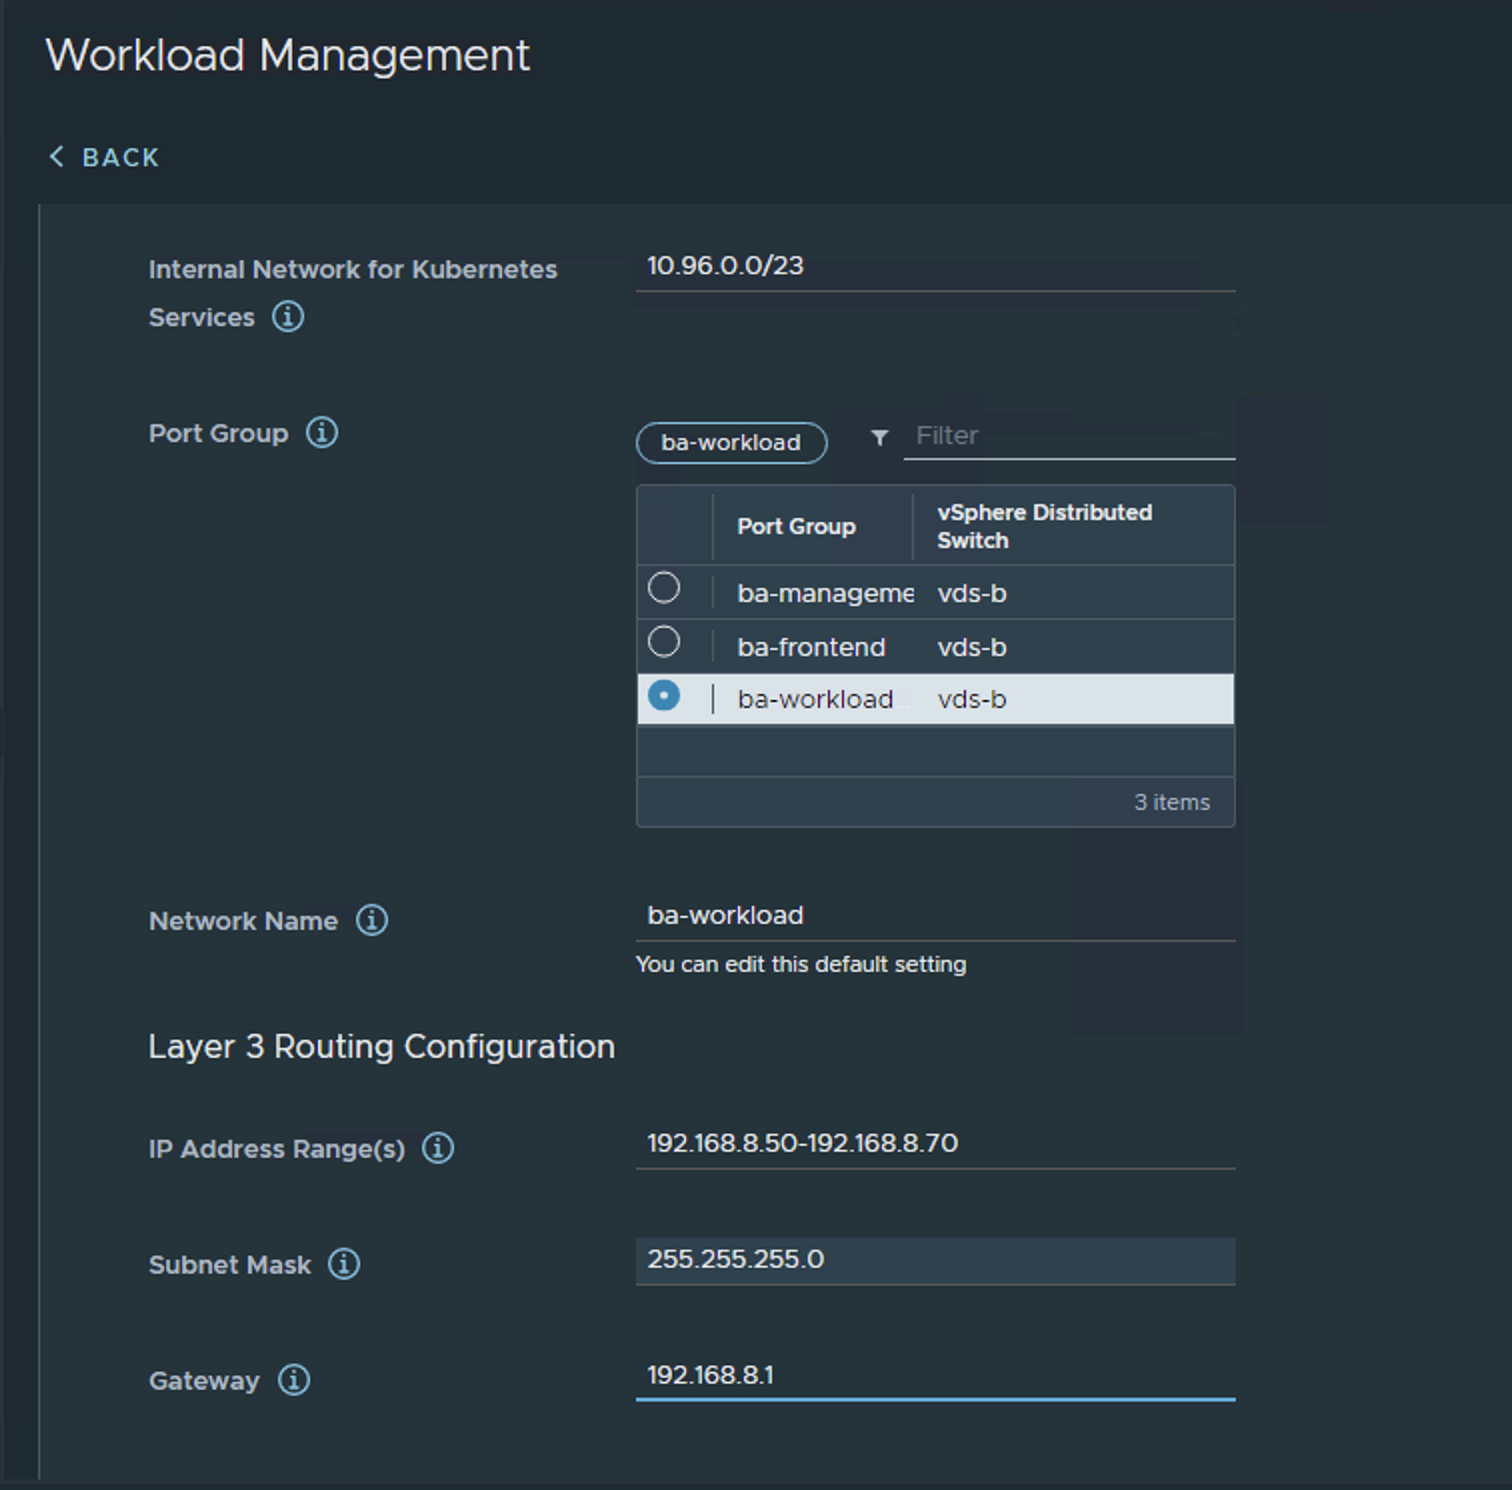 Workload Management
BACK
Internal Network for Kubernetes
Services
10.96.0.0/23
Port Group
ba-workload
Filter
Port Group
vSphere Distributed
Switch
ba-manageme vds-b
ba-frontend vds-b
ba-workload vds-b
3 items
Network Name
ba-workload
You can edit this default setting
Layer 3 Routing Configuration
IP Address Range(s)
192.168.8.50-192.168.8.70
Subnet Mask
255.255.255.0
Gateway
192.168.8.1